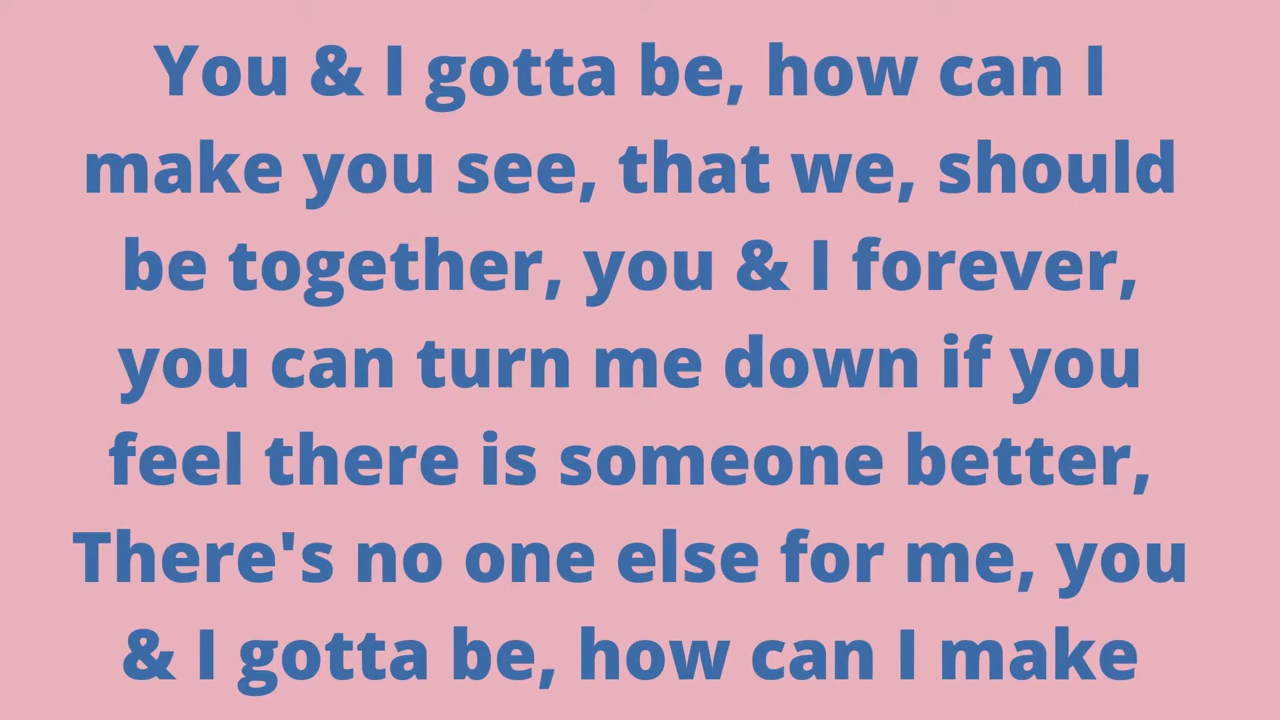 You & I gotta be, how can I
make you see, that we, should
be together, you & I forever,
you can turn me down if you
feel there is someone better,
There's no one else for me, you
& I gotta be, how can I make